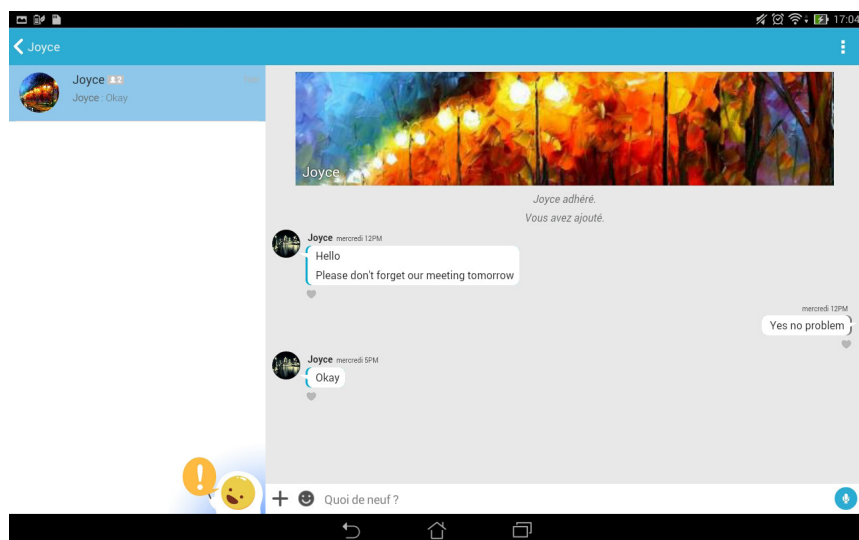 17:04
Joyce
Joyce 2
Joyce : Okay
Joyce
Joyce adhéré.
Vous avez ajouté.
Joyce mercredi 12PM
Hello
Please don't forget our meeting tomorrow
mercredi 12PM
Yes no problem
Joyce mercredi 5PM
Okay
Quoi de neuf ?